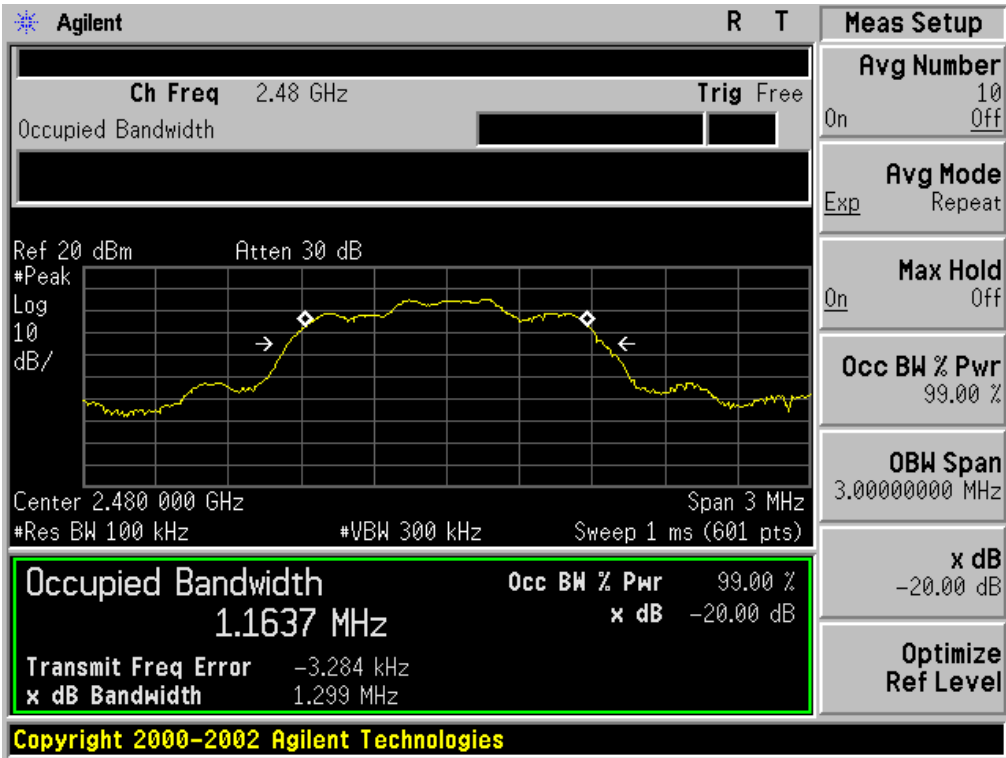 Agilent R T
Ch Freq 2.48 GHz Trig Free
Occupied Bandwidth
Ref 20 dBm Atten 30 dB
#Peak
Log
10
dB/
Center 2.480 000 GHz Span 3 MHz
#Res BW 100 kHz #VBW 300 kHz Sweep 1 ms (601 pts)
Occupied Bandwidth Occ BW % Pwr 99.00 %
1.1637 MHz x dB -20.00 dB
Transmit Freq Error -3.284 kHz
x dB Bandwidth 1.299 MHz
Copyright 2000-2002 Agilent Technologies
Meas Setup
Avg Number
10
On Off
Avg Mode
Exp Repeat
Max Hold
On Off
Occ BW % Pwr
99.00 %
OBW Span
3.00000000 MHz
x dB
-20.00 dB
Optimize
Ref Level